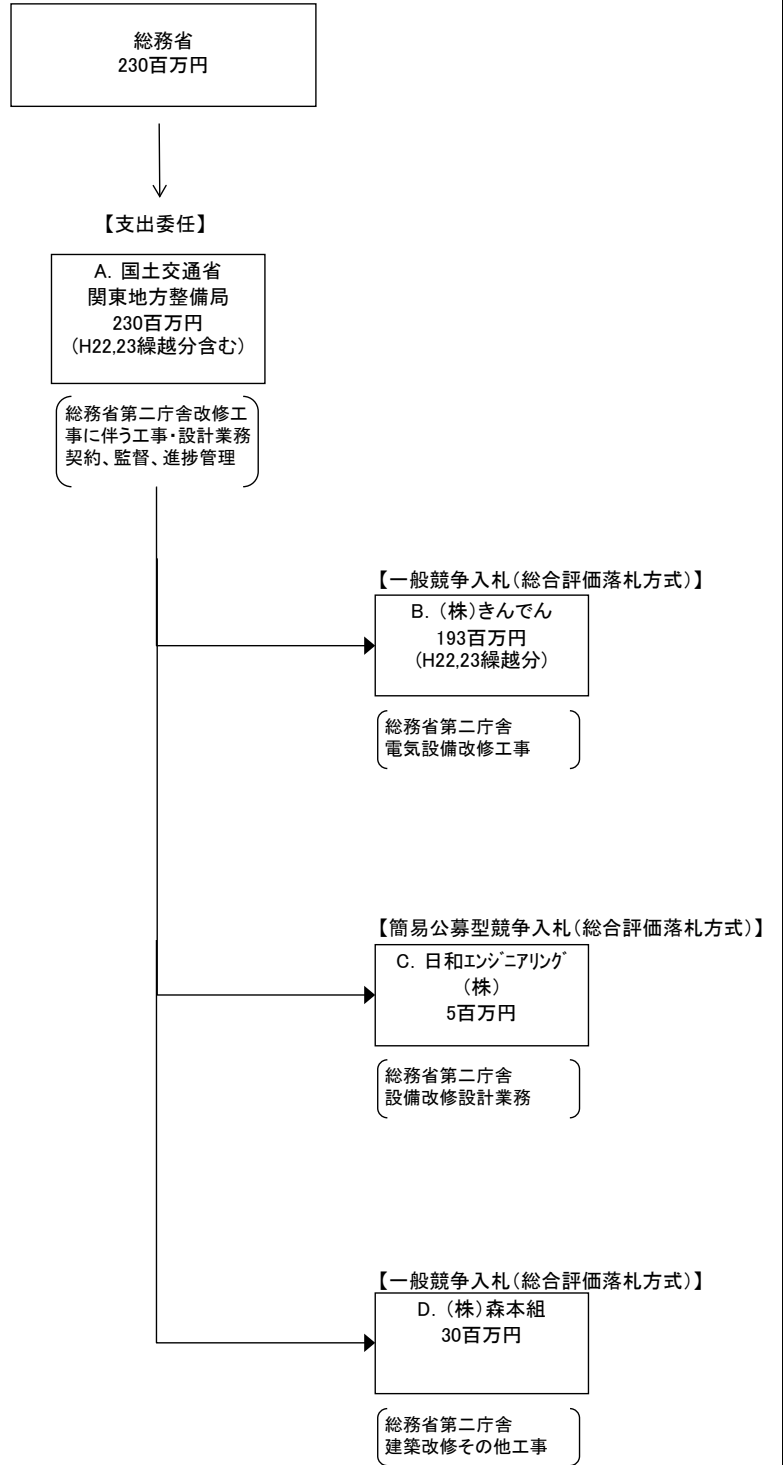 総務省
230百万円
【支出委任】
A．国土交通省
関東地方整備局
230百万円
(H22,23繰越分含む)
総務省第二庁舎改修工
事に伴う工事・設計業務
契約、監督、進捗管理
【一般競争入札(総合評価落札方式)】
B．(株)きんでん
193百万円
(H22,23繰越分)
総務省第二庁舎
電気設備改修工事
【簡易公募型競争入札(総合評価落札方式)】
C．日和ｴﾝｼﾞﾆｱﾘﾝｸﾞ
(株)
5百万円
総務省第二庁舎
設備改修設計業務
【一般競争入札(総合評価落札方式)】
D．(株)森本組
30百万円
総務省第二庁舎
建築改修その他工事